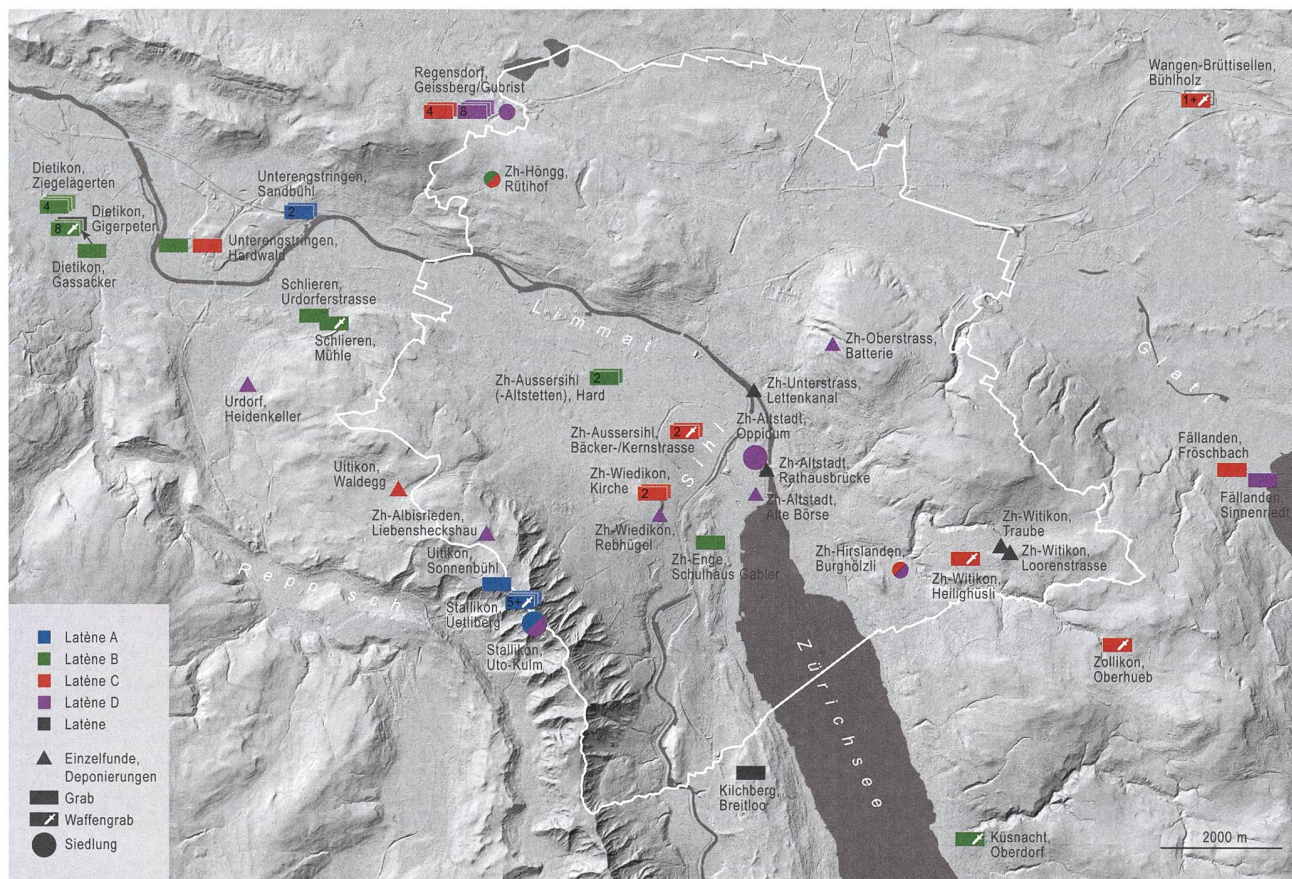 Regensdorf,
Geissberg/Gubrist
4
8
Wangen-Brüttisellen,
Bühlholz
1+
Zh-Höngg,
Rütihof
Dietikon,
Ziegelägerten
4
Dietikon,
Gigerpeter
8
Dietikon,
Gassacker
Unterengstringen,
Sandbühl
2
Unterengstringen,
Hardwald
Schlieren,
Urdorferstrasse
Schlieren,
Mühle
Urdorf,
Heidenkeller
Limmat
Zh-Oberstrass,
Batterie
Glatt
Zh-Aussersihl
(-Altstetten), Hard
2
Zh-Unterstrass,
Lettenkanal
Zh-Aussersihl,
Bäcker-/Kernstrasse
2
Sihl
Zh-Altstadt,
Oppidum
Zh-Altstadt,
Rathausbrücke
Zh-Altstadt,
Alte Börse
Fällanden,
Fröschbach
Fällanden,
Sinnenriedt
Uitikon,
Waldegg
Zh-Wiedikon,
Kirche
2
Zh-Wiedikon,
Rebhügel
Zh-Albisrieden,
Liebensheckshau
Uitikon,
Sonnenbühl
Zh-Enge,
Schulhaus Gabler
Zh-Hirslanden,
Burghölzli
Zh-Witikon,
Traube
Zh-Witikon,
Loorenstrasse
Zh-Witikon,
Heilighüsli
Reppisch
Stallikon,
Uetliberg
5+
Stallikon,
Uto-Kulm
Zollikon,
Oberhueb
Zürichsee
Kilchberg,
Breitloo
Küsnacht,
Oberdorf
2000 m
Latène A
Latène B
Latène C
Latène D
Latène
Einzelfunde,
Deponierungen
Grab
Waffengrab
Siedlung